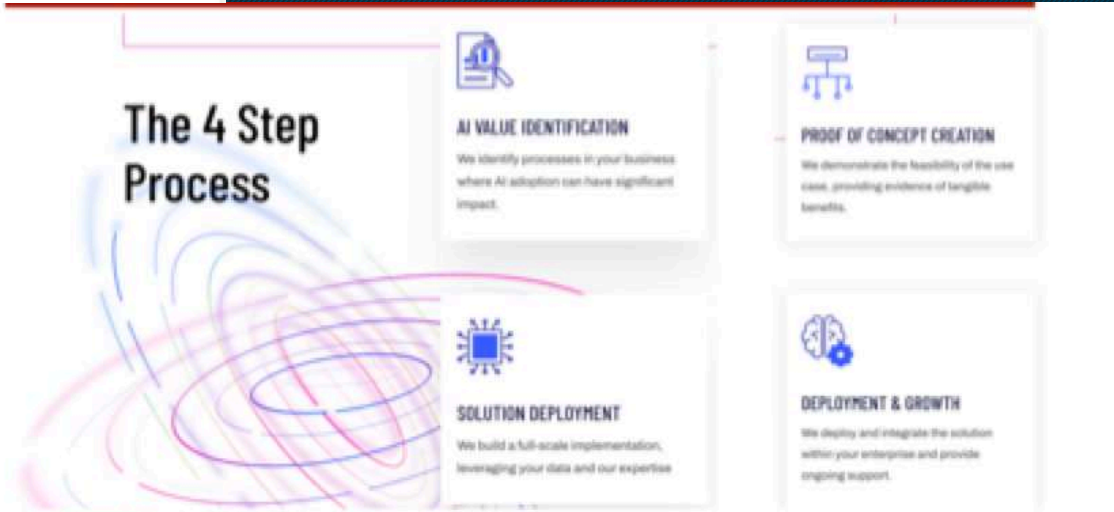 The 4 Step
Process
AI VALUE IDENTIFICATION
We identify processes in your business
where AI adoption can have significant
impact.
PROOF OF CONCEPT CREATION
We demonstrate the feasibility of the use
case, providing evidence of tangible
benefits.
SOLUTION DEPLOYMENT
We build a full-scale implementation,
leveraging your data and our expertise
DEPLOYMENT & GROWTH
We deploy and integrate the solution
within your enterprise and provide
ongoing support.